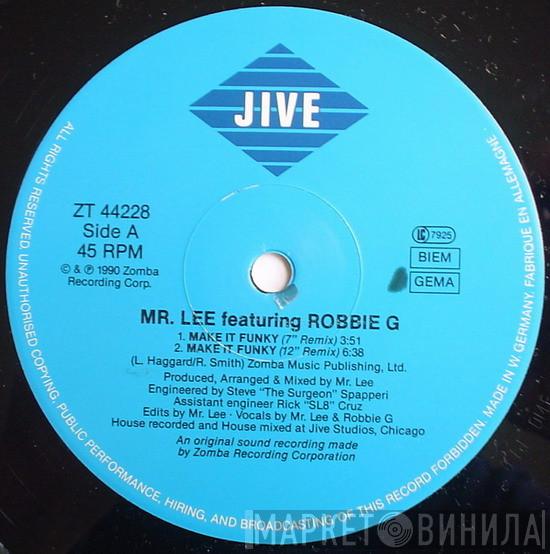 JIVE
ZT 44228
Side A
45 RPM
© & ℗ 1990 Zomba
Recording Corp.
LC 7925
BIEM
GEMA
MR. LEE featuring ROBBIE G
1. MAKE IT FUNKY (7" Remix) 3:51
2. MAKE IT FUNKY (12" Remix) 6:38
(L. Haggard/R. Smith) Zomba Music Publishing, Ltd.
Produced, Arranged & Mixed by Mr. Lee
Engineered by Steve "The Surgeon" Spapperi
Assistant engineer Rick "SL8" Cruz
Edits by Mr. Lee · Vocals by Mr. Lee & Robbie G
House recorded and House mixed at Jive Studios, Chicago
An original sound recording made
by Zomba Recording Corporation
ALL RIGHTS RESERVED. UNAUTHORISED COPYING, PUBLIC PERFORMANCE, HIRING, AND BROADCASTING OF THIS RECORD FORBIDDEN. MADE IN W GERMANY. FABRIQUE EN ALLEMAGNE
МАРКЕТ ВИНИЛА